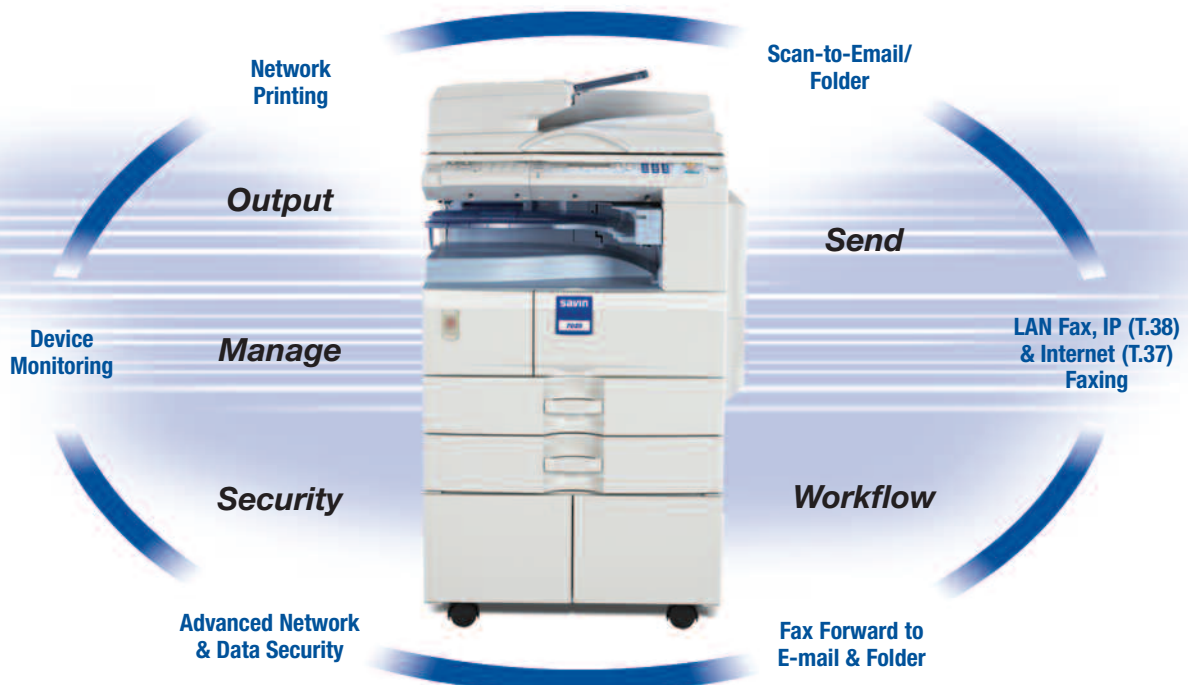 Network
Printing
Scan-to-Email/
Folder
Output
Send
Device
Monitoring
Manage
LAN Fax, IP (T.38)
& Internet (T.37)
Faxing
savin
Security
Workflow
Advanced Network
& Data Security
Fax Forward to
E-mail & Folder